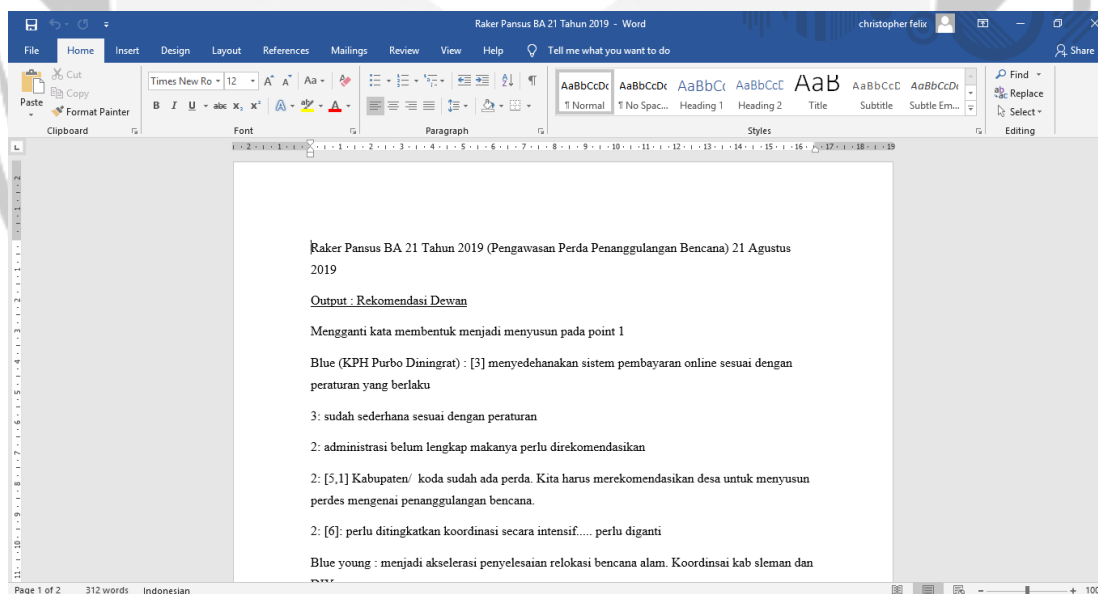 Raker Pansus BA 21 Tahun 2019 - Word
christopher felix
File Home Insert Design Layout References Mailings Review View Help Tell me what you want to do
Share
Paste
Cut
Copy
Format Painter
Clipboard
Times New Ro 12
Font
Paragraph
AaBbCcDc AaBbCcDc AaBbCc AaBbCcC AaB AaBbCcD AaBbCcDc
¶ Normal ¶ No Spac... Heading 1 Heading 2 Title Subtitle Subtle Em...
Styles
Find
Replace
Select
Editing
Raker Pansus BA 21 Tahun 2019 (Pengawasan Perda Penanggulangan Bencana) 21 Agustus
2019
Output : Rekomendasi Dewan
Mengganti kata membentuk menjadi menyusun pada point 1
Blue (KPH Purbo Diningrat) : [3] menyedehanakan sistem pembayaran online sesuai dengan
peraturan yang berlaku
3: sudah sederhana sesuai dengan peraturan
2: administrasi belum lengkap makanya perlu direkomendasikan
2: [5,1] Kabupaten/ koda sudah ada perda. Kita harus merekomendasikan desa untuk menyusun
perdes mengenai penanggulangan bencana.
2: [6]: perlu ditingkatkan koordinasi secara intensif..... perlu diganti
Blue young : menjadi akselerasi penyelesaian relokasi bencana alam. Koordinsai kab sleman dan
Page 1 of 2 312 words Indonesian
100